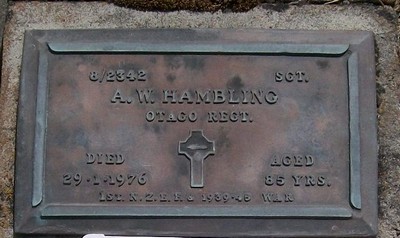 8/2342 SGT.
A. W. HAMBLING
OTAGO REGT.
DIED AGED
29-1-1976 85 YRS.
1ST. N.Z.E.F. & 1939-45 WAR